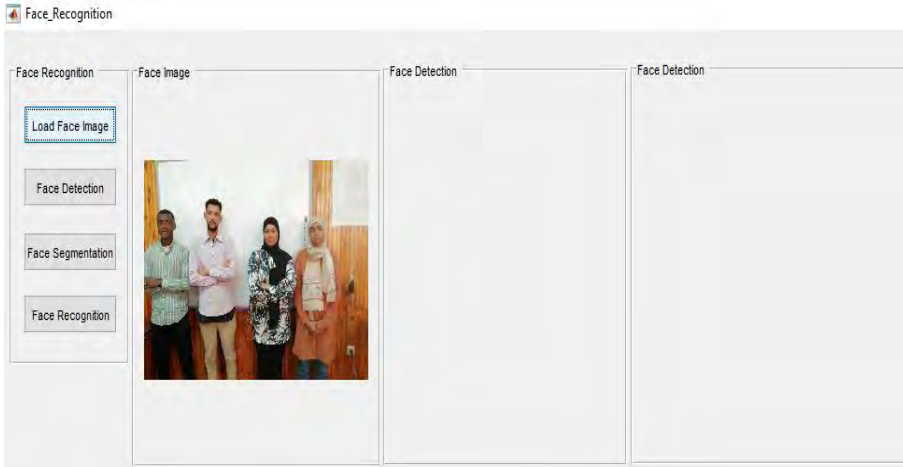 Face_Recognition
Face Recognition
Load Face Image
Face Detection
Face Segmentation
Face Recognition
Face Image
Face Detection
Face Detection